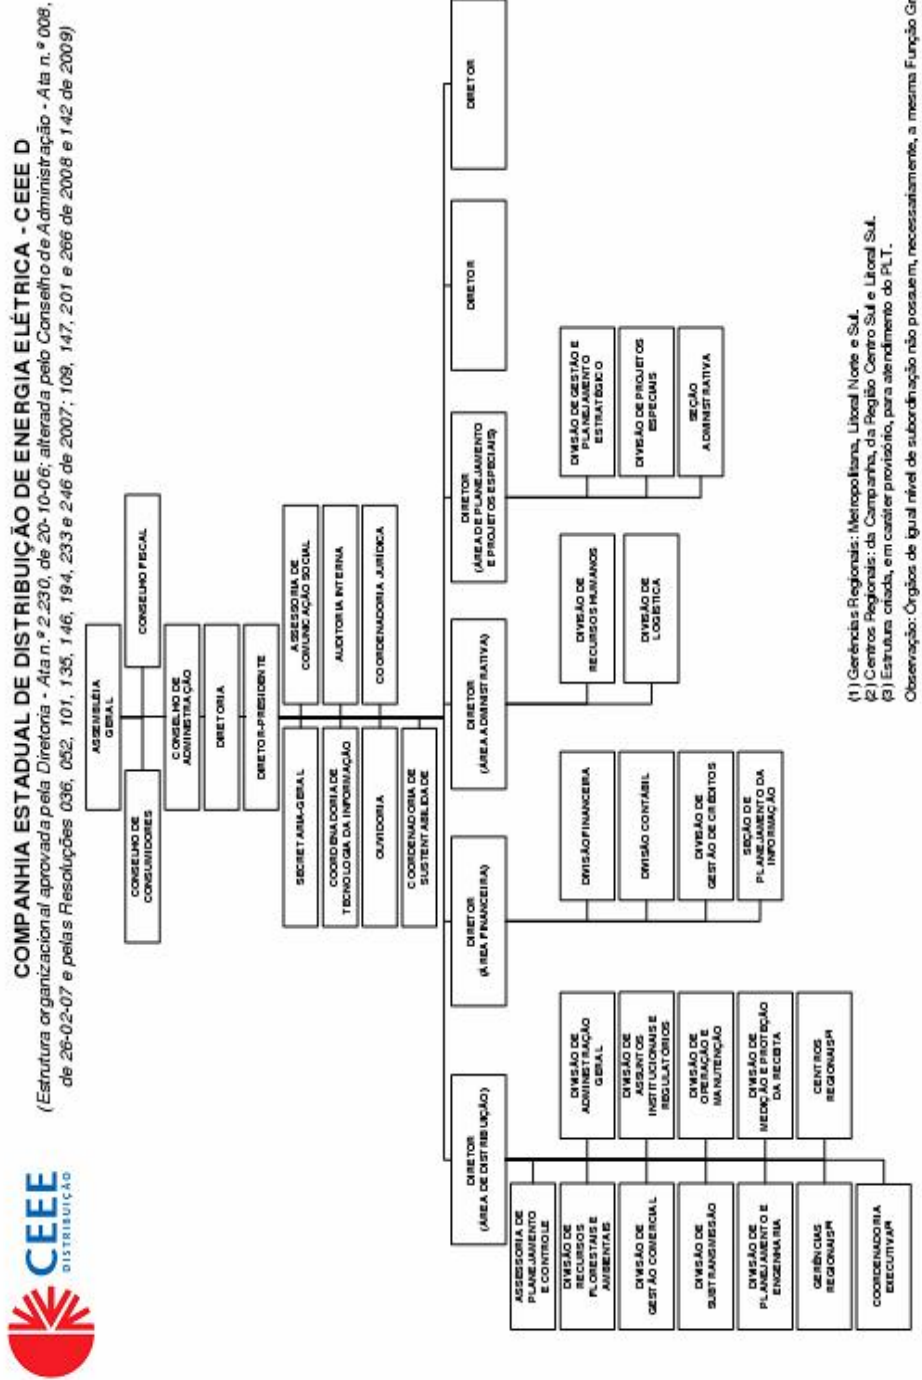 CEEE
DISTRIBUIÇÃO
COMPANHIA ESTADUAL DE DISTRIBUIÇÃO DE ENERGIA ELÉTRICA - CEEE D
(Estrutura organizacional aprovada pela Diretoria - Ata n.º 2.230, de 20-10-06; alterada pelo Conselho de Administração - Ata n.º 008,
de 26-02-07 e pelas Resoluções 036, 052, 101, 135, 146, 194, 233 e 246 de 2007; 109, 147, 201 e 266 de 2008 e 142 de 2009)
ASSEMBLÉIA
GERAL
CONSELHO DE
CONSUMIDORES
CONSELHO FISCAL
CONSELHO DE
ADMINISTRAÇÃO
DIRETORIA
DIRETOR-PRESIDENTE
SECRETARIA-GERAL
ASSESSORIA DE
COMUNICAÇÃO SOCIAL
COORDENADORIA DE
TECNOLOGIA DA INFORMAÇÃO
AUDITORIA INTERNA
OUVIDORIA
COORDENADORIA JURÍDICA
COORDENADORIA DE
SUSTENTABILIDADE
DIRETOR
(ÁREA DE DISTRIBUIÇÃO)
DIRETOR
(ÁREA FINANCEIRA)
DIRETOR
(ÁREA ADMINISTRATIVA)
DIRETOR
(ÁREA DE PLANEJAMENTO
E PROJETOS ESPECIAIS)
DIRETOR
DIRETOR
ASSESSORIA DE
PLANEJAMENTO
E CONTROLE
DIVISÃO DE
RECURSOS
FLORESTAIS E
AMBIENTAIS
DIVISÃO DE
ADMINISTRAÇÃO
GERAL
DIVISÃO DE
GESTÃO COMERCIAL
DIVISÃO DE
ASSUNTOS
INSTITUCIONAIS E
REGULATÓRIOS
DIVISÃO DE
SUBTRANSMISSÃO
DIVISÃO DE
OPERAÇÃO E
MANUTENÇÃO
DIVISÃO DE
PLANEJAMENTO E
ENGENHARIA
DIVISÃO DE
MEDIÇÃO E PROTEÇÃO
DA RECEITA
GERÊNCIAS
REGIONAIS
CENTROS
REGIONAIS
COORDENADORIA
EXECUTIVA
DIVISÃO FINANCEIRA
DIVISÃO CONTÁBIL
DIVISÃO DE
GESTÃO DE CRÉDITOS
SEÇÃO DE
PLANEJAMENTO DA
INFORMAÇÃO
DIVISÃO DE
RECURSOS HUMANOS
DIVISÃO DE
LOGÍSTICA
DIVISÃO DE GESTÃO E
PLANEJAMENTO
ESTRATÉGICO
DIVISÃO DE PROJETOS
ESPECIAIS
SEÇÃO
ADMINISTRATIVA
(1) Gerências Regionais: Metropolitana, Litoral Norte e Sul.
(2) Centros Regionais: da Campanha, da Região Centro Sul e Litoral Sul.
(3) Estrutura criada, em caráter provisório, para atendimento do PLT.
Observação: Órgãos de igual nível de subordinação não possuem, necessariamente, a mesma Função